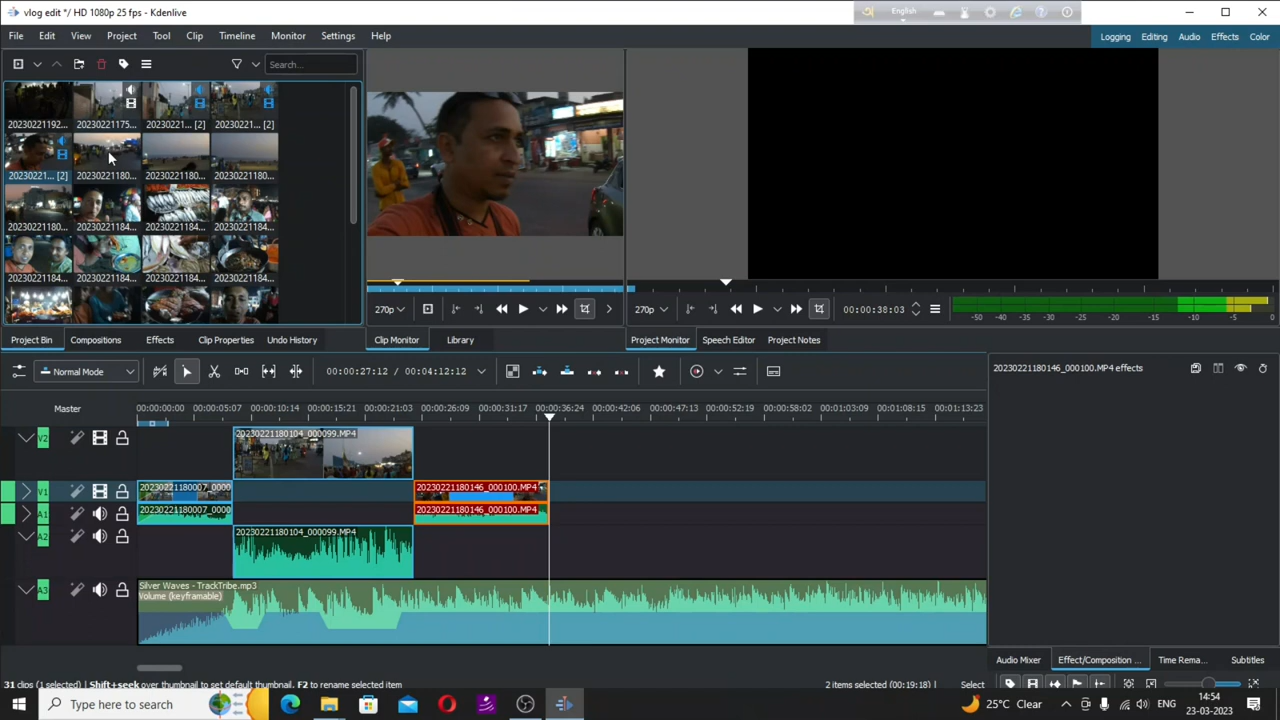 vlog edit */ HD 1080p 25 fps - Kdenlive
English
File Edit View Project Tool Clip Timeline Monitor Settings Help
Logging Editing Audio Effects Color
Search...
20230221192... 20230221175... 20230221... [2] 20230221... [2]
20230221... [2] 20230221180... 20230221180... 20230221180...
20230221180... 20230221184... 20230221184... 20230221184...
20230221184... 20230221184... 20230221184... 20230221184...
270p 270p 00:00:38:03 -50 -40 -30 -20 -15 -10 -5 0
Project Bin Compositions Effects Clip Properties Undo History Clip Monitor Library Project Monitor Speech Editor Project Notes
Normal Mode 00:00:27:12 / 00:04:12:12
20230221180146_000100.MP4 effects
Master 00:00:00:00 00:00:05:07 00:00:10:14 00:00:15:21 00:00:21:03 00:00:26:09 00:00:31:17 00:00:36:24 00:00:42:06 00:00:47:13 00:00:52:19 00:00:58:02 00:01:03:09 00:01:08:15 00:01:13:23
V2 20230221180104_000099.MP4
V1 20230221180007_0000 20230221180146_000100.MP4
A1 20230221180007_0000 20230221180146_000100.MP4
A2 20230221180104_000099.MP4
A3 Silver Waves - TrackTribe.mp3
Volume (keyframable)
Audio Mixer Effect/Composition ... Time Rema... Subtitles
31 clips (1 selected) Shift+seek over thumbnail to set default thumbnail, F2 to rename selected item 2 items selected (00:19:18) Select
Type here to search 25°C Clear ENG 14:54
23-03-2023